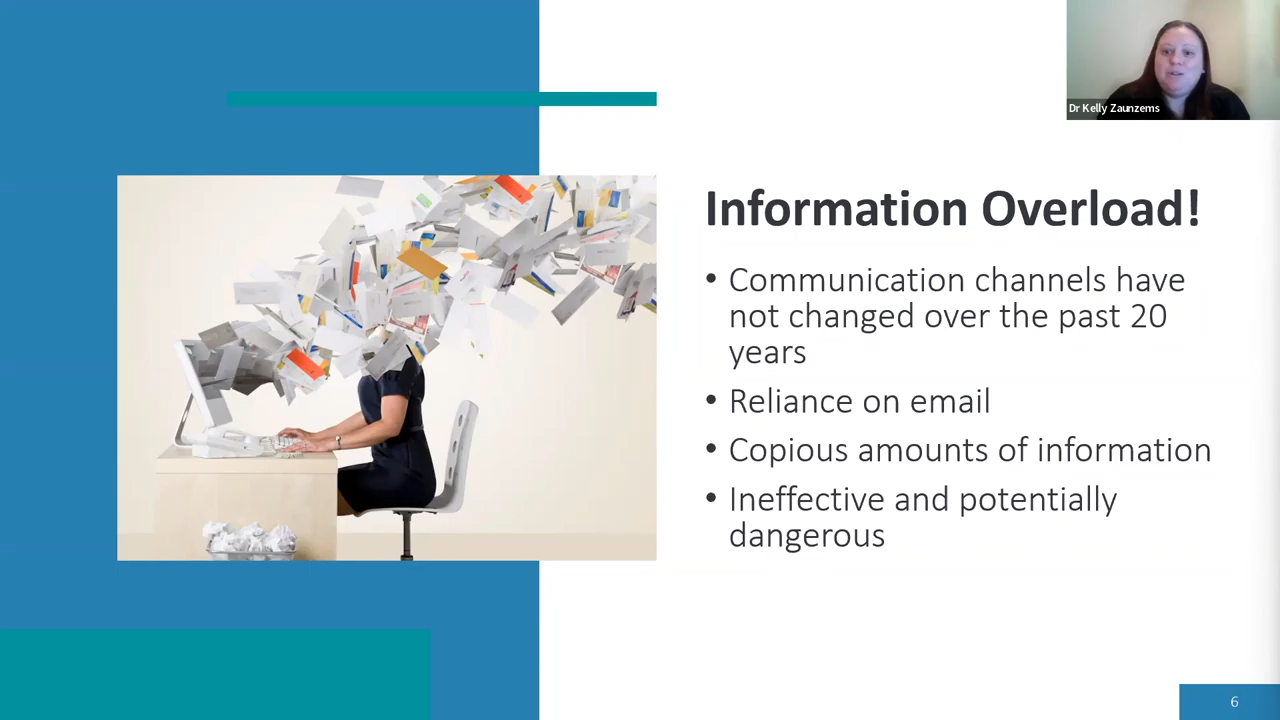 Dr Kelly Zaunzems
Information Overload!
• Communication channels have
not changed over the past 20
years
• Reliance on email
• Copious amounts of information
• Ineffective and potentially
dangerous
6